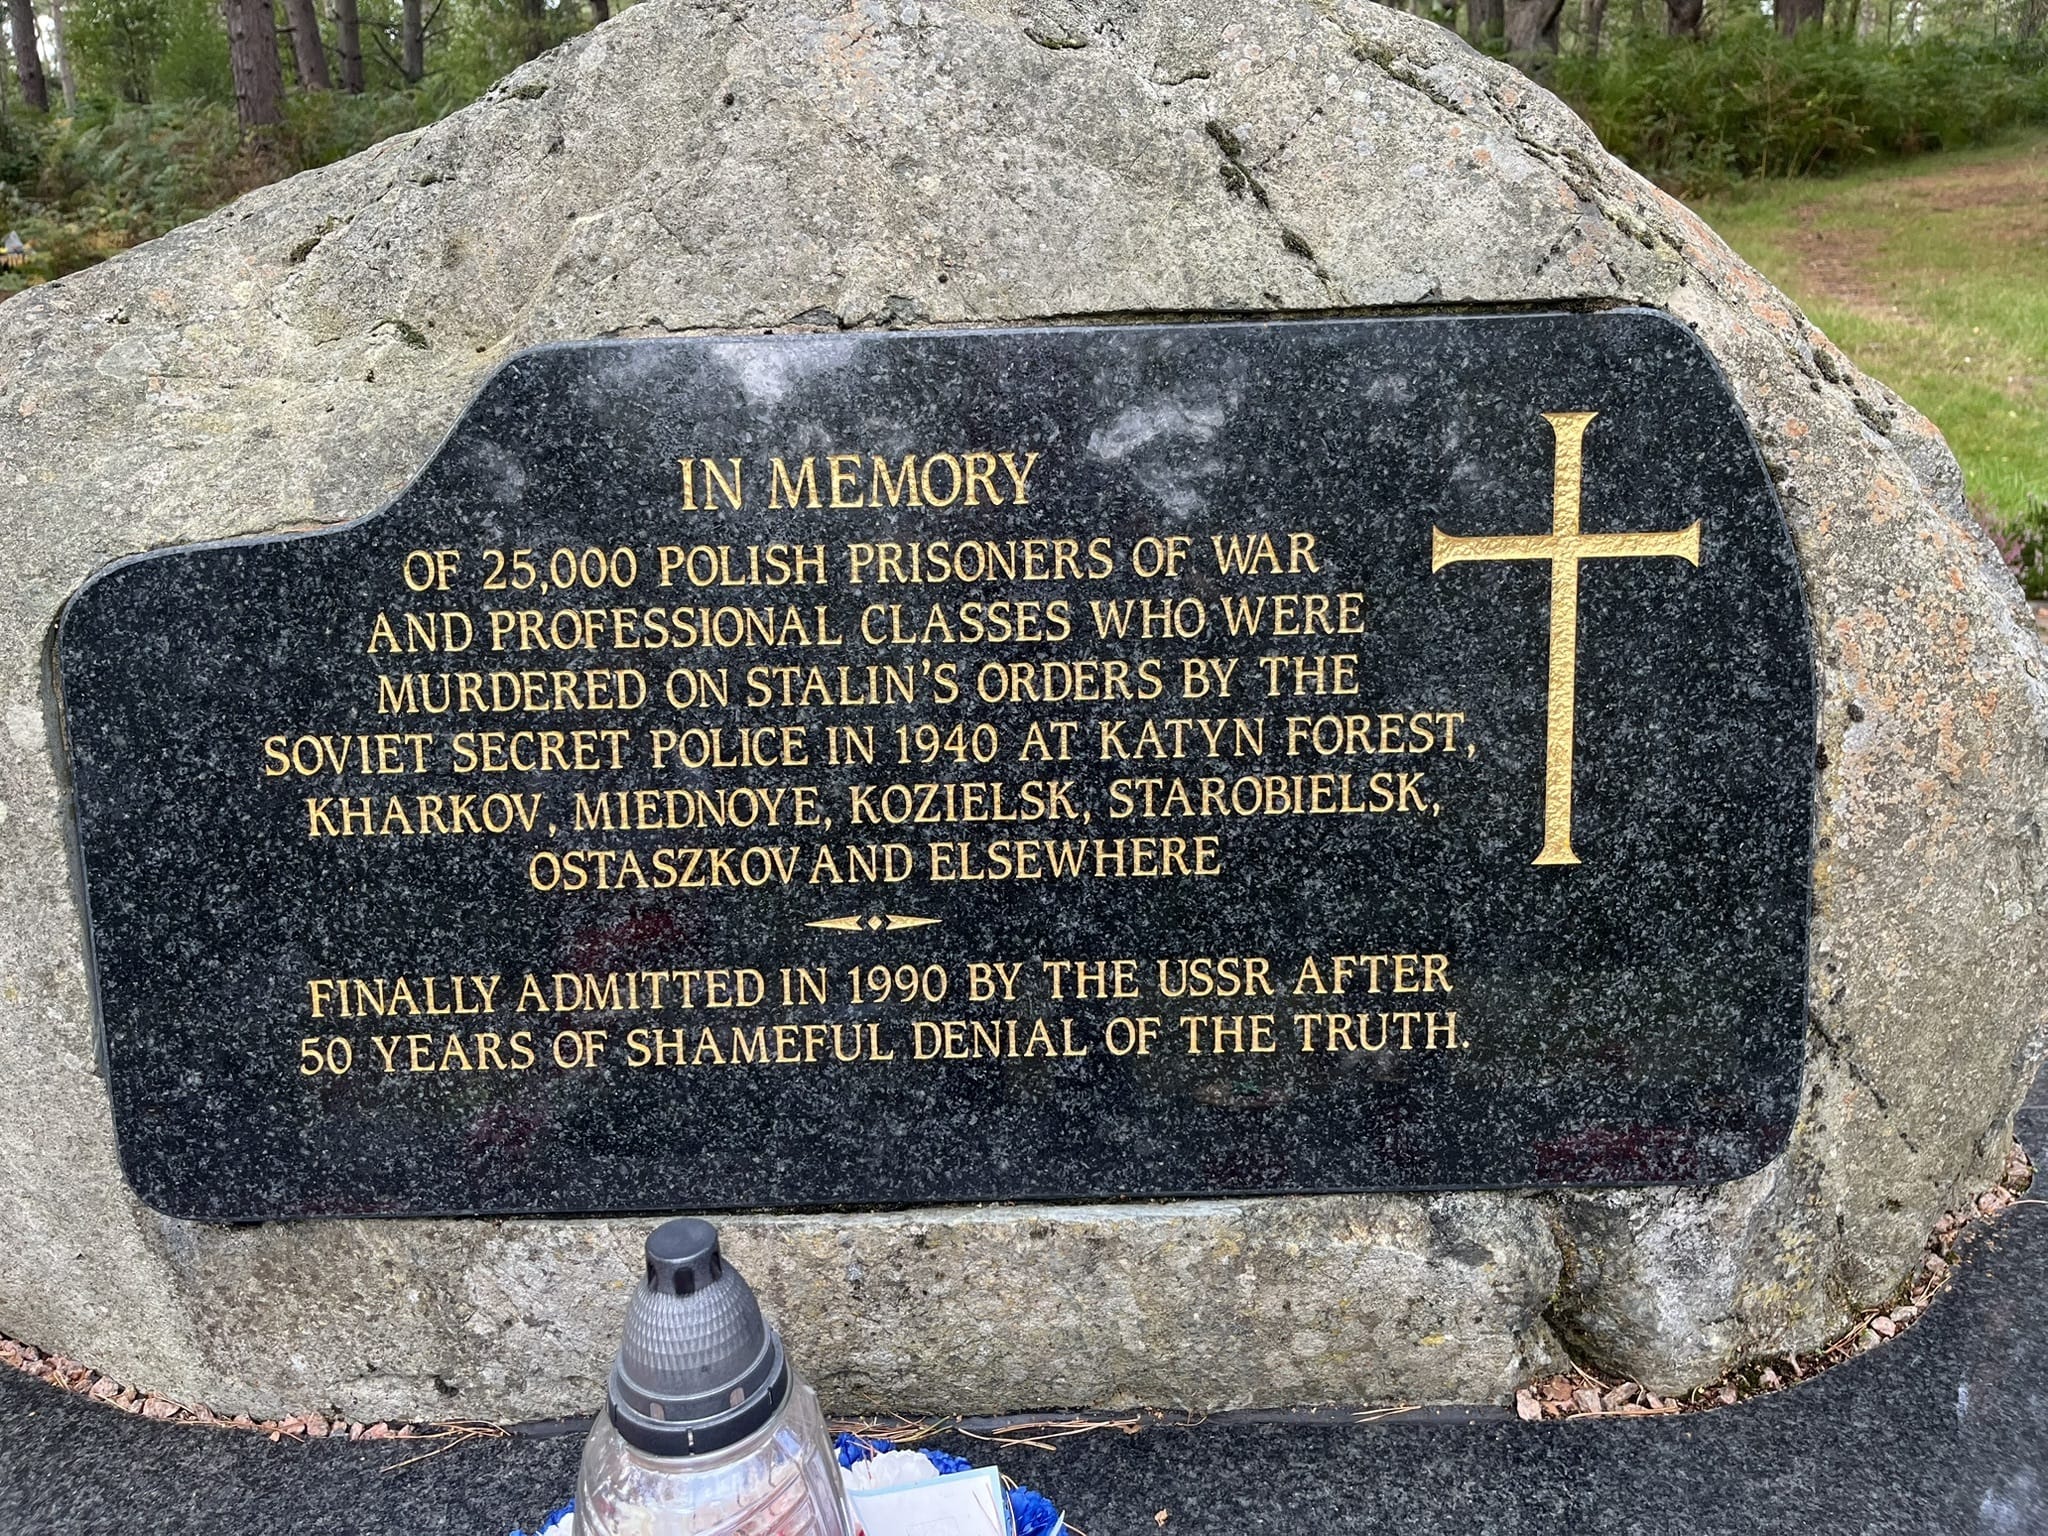 IN MEMORY
OF 25,000 POLISH PRISONERS OF WAR
AND PROFESSIONAL CLASSES WHO WERE
MURDERED ON STALIN'S ORDERS BY THE
SOVIET SECRET POLICE IN 1940 AT KATYN FOREST,
KHARKOV, MIEDNOYE, KOZIELSK, STAROBIELSK,
OSTASZKOV AND ELSEWHERE
FINALLY ADMITTED IN 1990 BY THE USSR AFTER
50 YEARS OF SHAMEFUL DENIAL OF THE TRUTH.